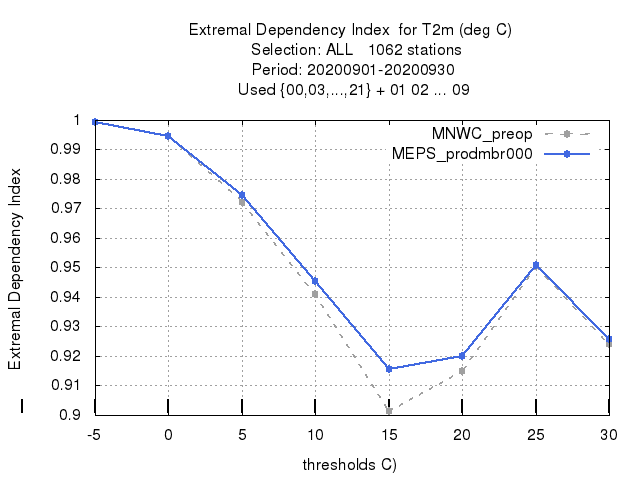 Extremal Dependency Index  for T2m (deg C)
Selection: ALL   1062 stations
Period: 20200901-20200930
Used {00,03,...,21} + 01 02 ... 09
MNWC_preop
MEPS_prodmbr000
Extremal Dependency Index
1
0.99
0.98
0.97
0.96
0.95
0.94
0.93
0.92
0.91
0.9
-5 0 5 10 15 20 25 30
thresholds C)